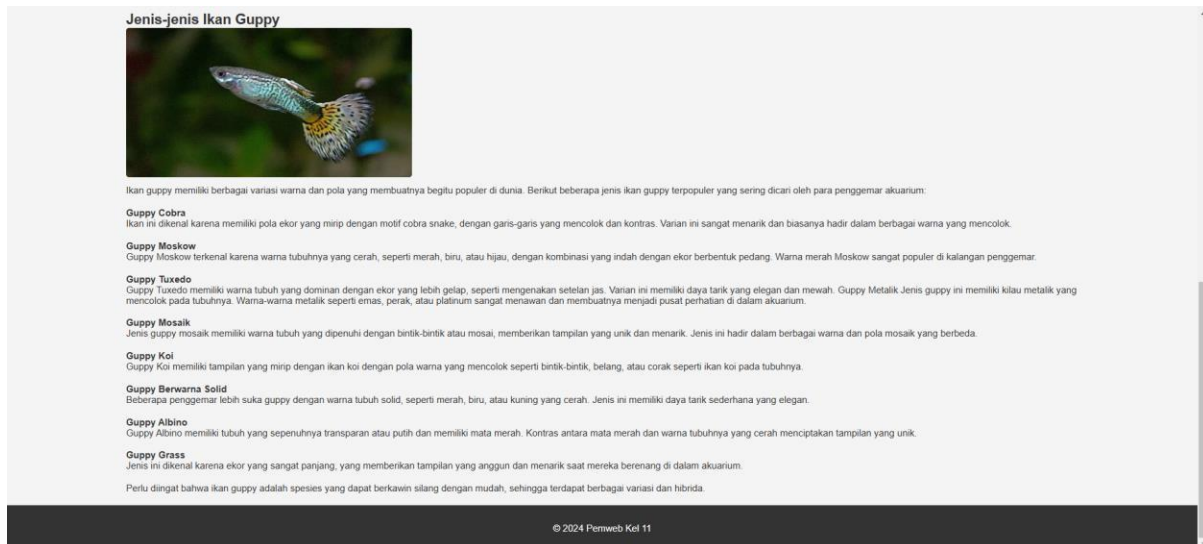 Jenis-jenis Ikan Guppy
Ikan guppy memiliki berbagai variasi warna dan pola yang membuatnya begitu populer di dunia. Berikut beberapa jenis ikan guppy terpopuler yang sering dicari oleh para penggemar akuarium:
Guppy Cobra
Ikan ini dikenal karena memiliki pola ekor yang mirip dengan motif cobra snake, dengan garis-garis yang mencolok dan kontras. Varian ini sangat menarik dan biasanya hadir dalam berbagai warna yang mencolok.
Guppy Moskow
Guppy Moskow terkenal karena warna tubuhnya yang cerah, seperti merah, biru, atau hijau, dengan kombinasi yang indah dengan ekor berbentuk pedang. Warna merah Moskow sangat populer di kalangan penggemar.
Guppy Tuxedo
Guppy Tuxedo memiliki warna tubuh yang dominan dengan ekor yang lebih gelap, seperti mengenakan setelan jas. Varian ini memiliki daya tarik yang elegan dan mewah. Guppy Metalik Jenis guppy ini memiliki kilau metalik yang
mencolok pada tubuhnya. Warna-warna metalik seperti emas, perak, atau platinum sangat menawan dan membuatnya menjadi pusat perhatian di dalam akuarium.
Guppy Mosaik
Jenis guppy mosaik memiliki warna tubuh yang dipenuhi dengan bintik-bintik atau mosai, memberikan tampilan yang unik dan menarik. Jenis ini hadir dalam berbagai warna dan pola mosaik yang berbeda.
Guppy Koi
Guppy Koi memiliki tampilan yang mirip dengan ikan koi dengan pola warna yang mencolok seperti bintik-bintik, belang, atau corak seperti ikan koi pada tubuhnya.
Guppy Berwarna Solid
Beberapa penggemar lebih suka guppy dengan warna tubuh solid, seperti merah, biru, atau kuning yang cerah. Jenis ini memiliki daya tarik sederhana yang elegan.
Guppy Albino
Guppy Albino memiliki tubuh yang sepenuhnya transparan atau putih dan memiliki mata merah. Kontras antara mata merah dan warna tubuhnya yang cerah menciptakan tampilan yang unik.
Guppy Grass
Jenis ini dikenal karena ekor yang sangat panjang, yang memberikan tampilan yang anggun dan menarik saat mereka berenang di dalam akuarium.
Perlu diingat bahwa ikan guppy adalah spesies yang dapat berkawin silang dengan mudah, sehingga terdapat berbagai variasi dan hibrida.
© 2024 Pemweb Kel 11